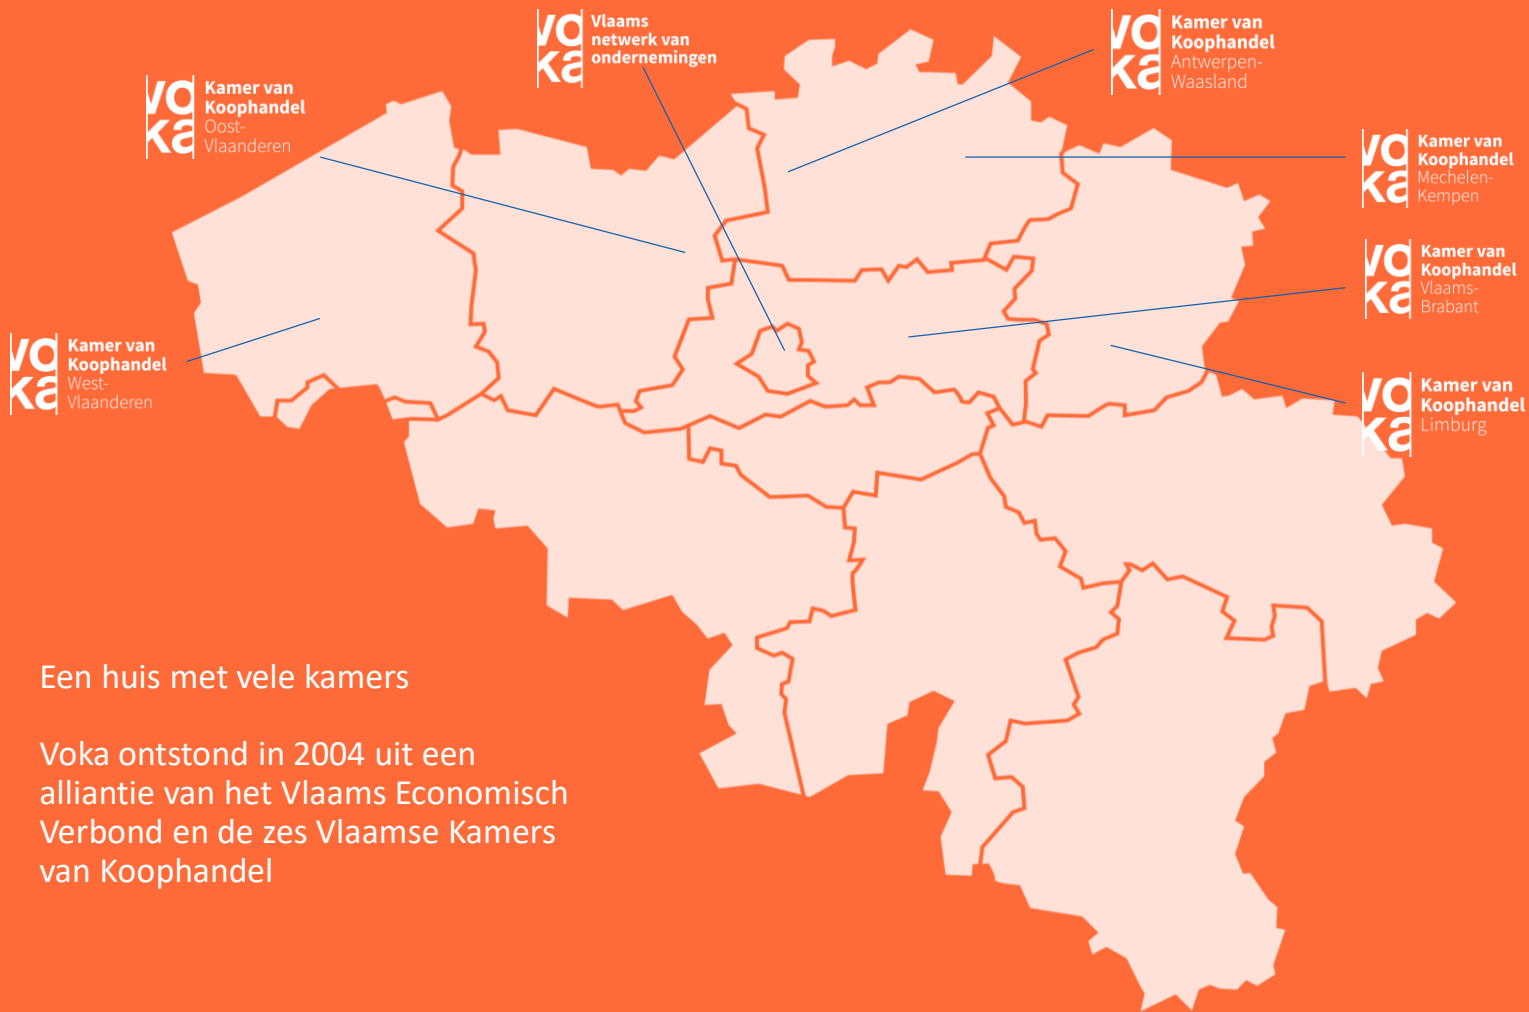 VO
ka
Vlaams
netwerk van
ondernemingen
VO
ka
Kamer van
Koophandel
Antwerpen-
Waasland
VO
ka
Kamer van
Koophandel
Oost-
Vlaanderen
VO
ka
Kamer van
Koophandel
Mechelen-
Kempen
VO
ka
Kamer van
Koophandel
Vlaams-
Brabant
VO
ka
Kamer van
Koophandel
West-
Vlaanderen
VO
ka
Kamer van
Koophandel
Limburg
Een huis met vele kamers
Voka ontstond in 2004 uit een
alliantie van het Vlaams Economisch
Verbond en de zes Vlaamse Kamers
van Koophandel